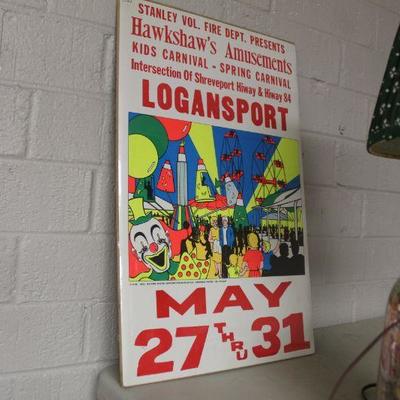 STANLEY VOL. FIRE DEPT. PRESENTS
Hawkshaw's Amusements
KIDS CARNIVAL - SPRING CARNIVAL
Intersection Of Shreveport Hiway & Hiway 84
LOGANSPORT
MAY
27 THRU 31